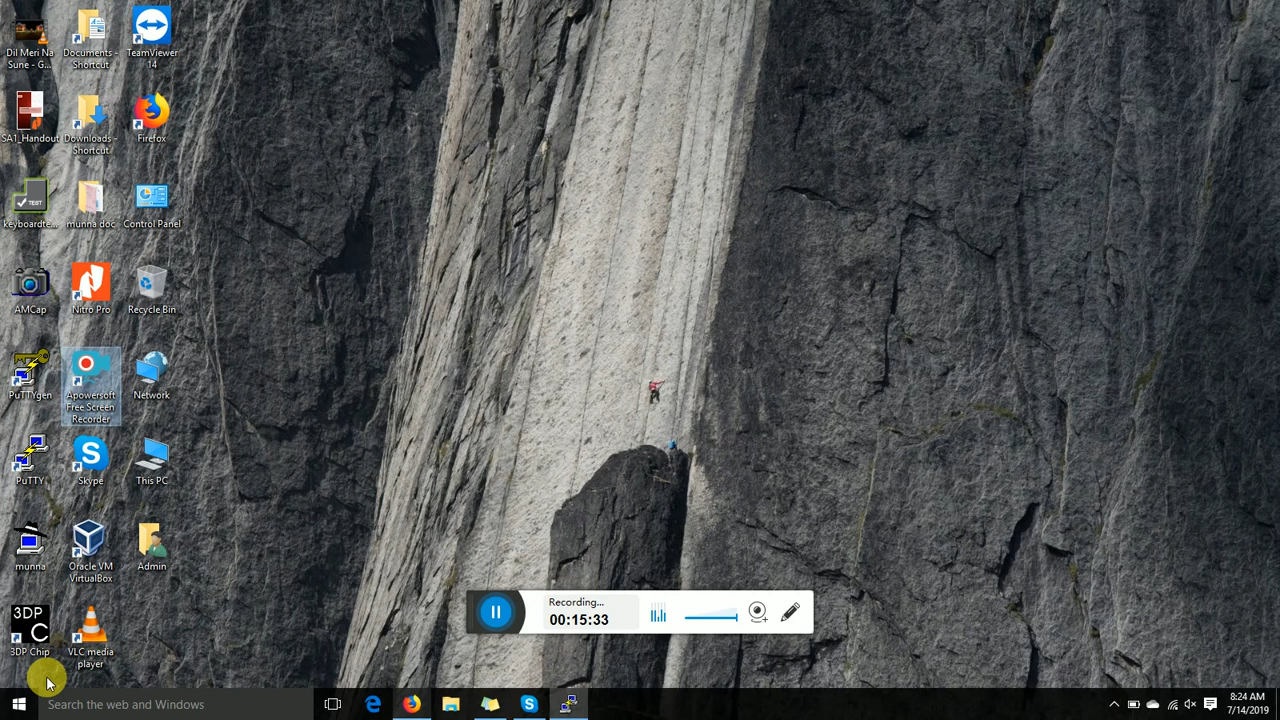 Dil Meri Na
Sune - G...
Documents -
Shortcut
TeamViewer
14
SA1_Handout
Downloads -
Shortcut
Firefox
TEST
keyboardte...
munna doc
Control Panel
AMCap
Nitro Pro
Recycle Bin
PuTTYgen
Apowersoft
Free Screen
Recorder
Network
PuTTY
Skype
This PC
munna
Oracle VM
VirtualBox
Admin
3DP
C
3DP Chip
VLC media
player
Recording...
00:15:33
Search the web and Windows
8:24 AM
7/14/2019